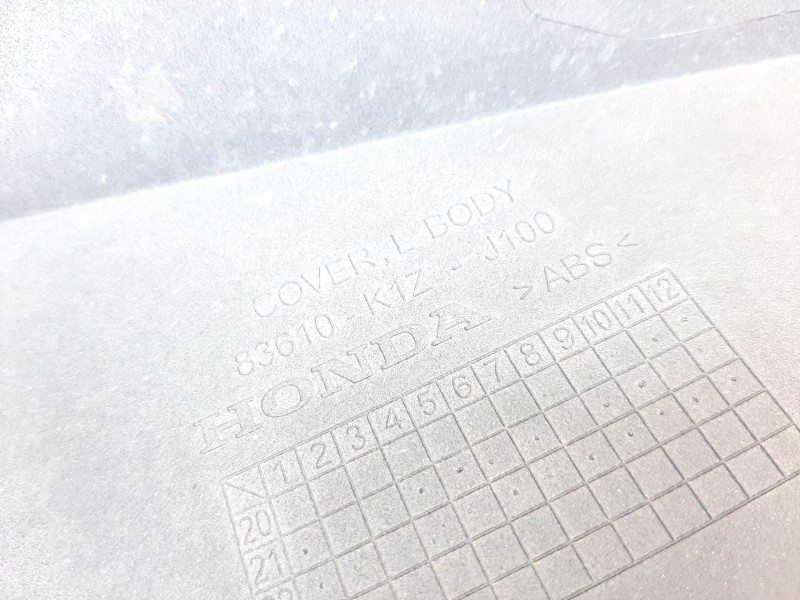 COVER, L BODY
83610 - K1Z - J100
HONDA >ABS<
1 2 3 4 5 6 7 8 9 10 11 12
20
21